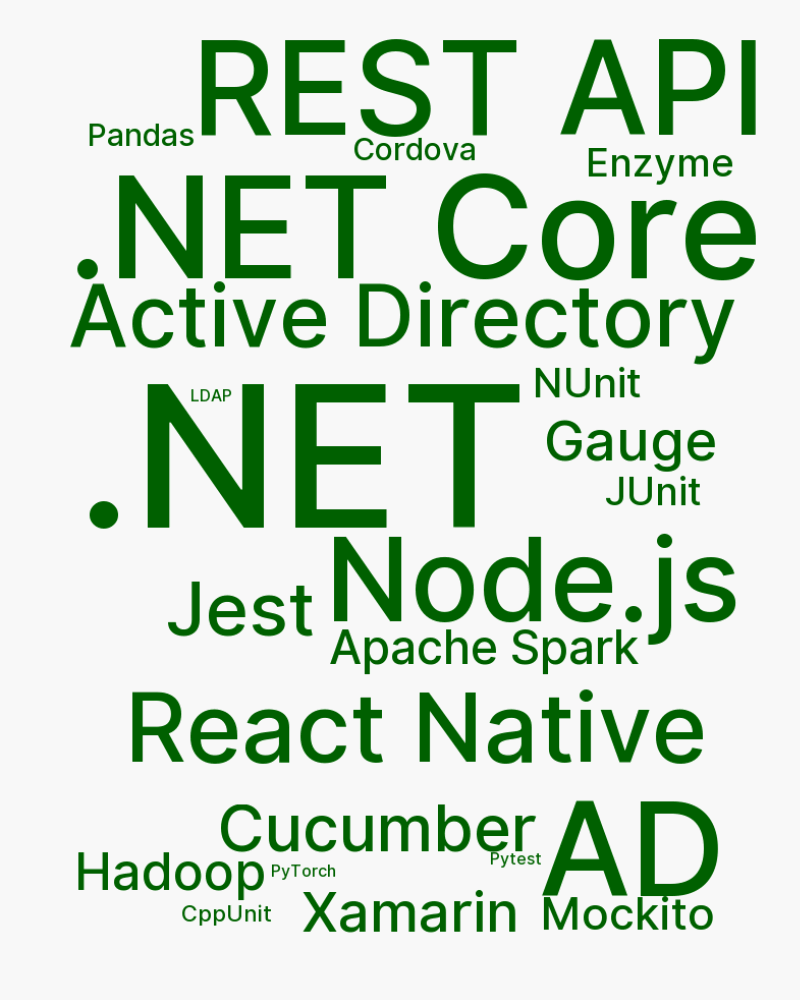 REST API
Pandas
Cordova
Enzyme
.NET Core
Active Directory
.NET
LDAP
NUnit
Gauge
JUnit
Node.js
Jest
Apache Spark
React Native
Cucumber
AD
Pytest
Hadoop
PyTorch
CppUnit
Xamarin
Mockito